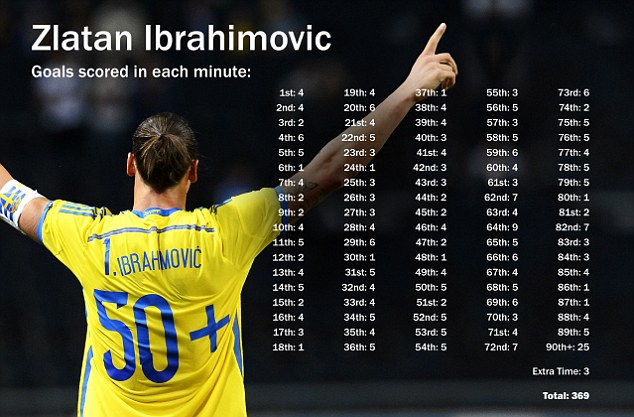 Zlatan Ibrahimovic
Goals scored in each minute:
1st: 4 19th: 4 37th: 1 55th: 3 73rd: 6
2nd: 4 20th: 6 38th: 4 56th: 5 74th: 2
3rd: 2 21st: 4 39th: 4 57th: 3 75th: 5
4th: 6 22nd: 5 40th: 3 58th: 5 76th: 5
5th: 5 23rd: 3 41st: 4 59th: 6 77th: 4
6th: 1 24th: 1 42nd: 3 60th: 4 78th: 5
7th: 4 25th: 3 43rd: 3 61st: 3 79th: 5
8th: 2 26th: 3 44th: 2 62nd: 7 80th: 1
9th: 2 27th: 3 45th: 2 63rd: 4 81st: 2
10th: 4 28th: 4 46th: 4 64th: 9 82nd: 7
11th: 5 29th: 6 47th: 2 65th: 5 83rd: 3
12th: 2 30th: 1 48th: 1 66th: 6 84th: 3
13th: 4 31st: 5 49th: 4 67th: 4 85th: 4
14th: 5 32nd: 4 50th: 5 68th: 5 86th: 1
15th: 2 33rd: 4 51st: 2 69th: 6 87th: 1
16th: 4 34th: 5 52nd: 5 70th: 3 88th: 4
17th: 3 35th: 4 53rd: 5 71st: 4 89th: 5
18th: 1 36th: 5 54th: 5 72nd: 7 90th+: 25
Extra Time: 3
Total: 369
1. IBRAHMOVIĆ
50+